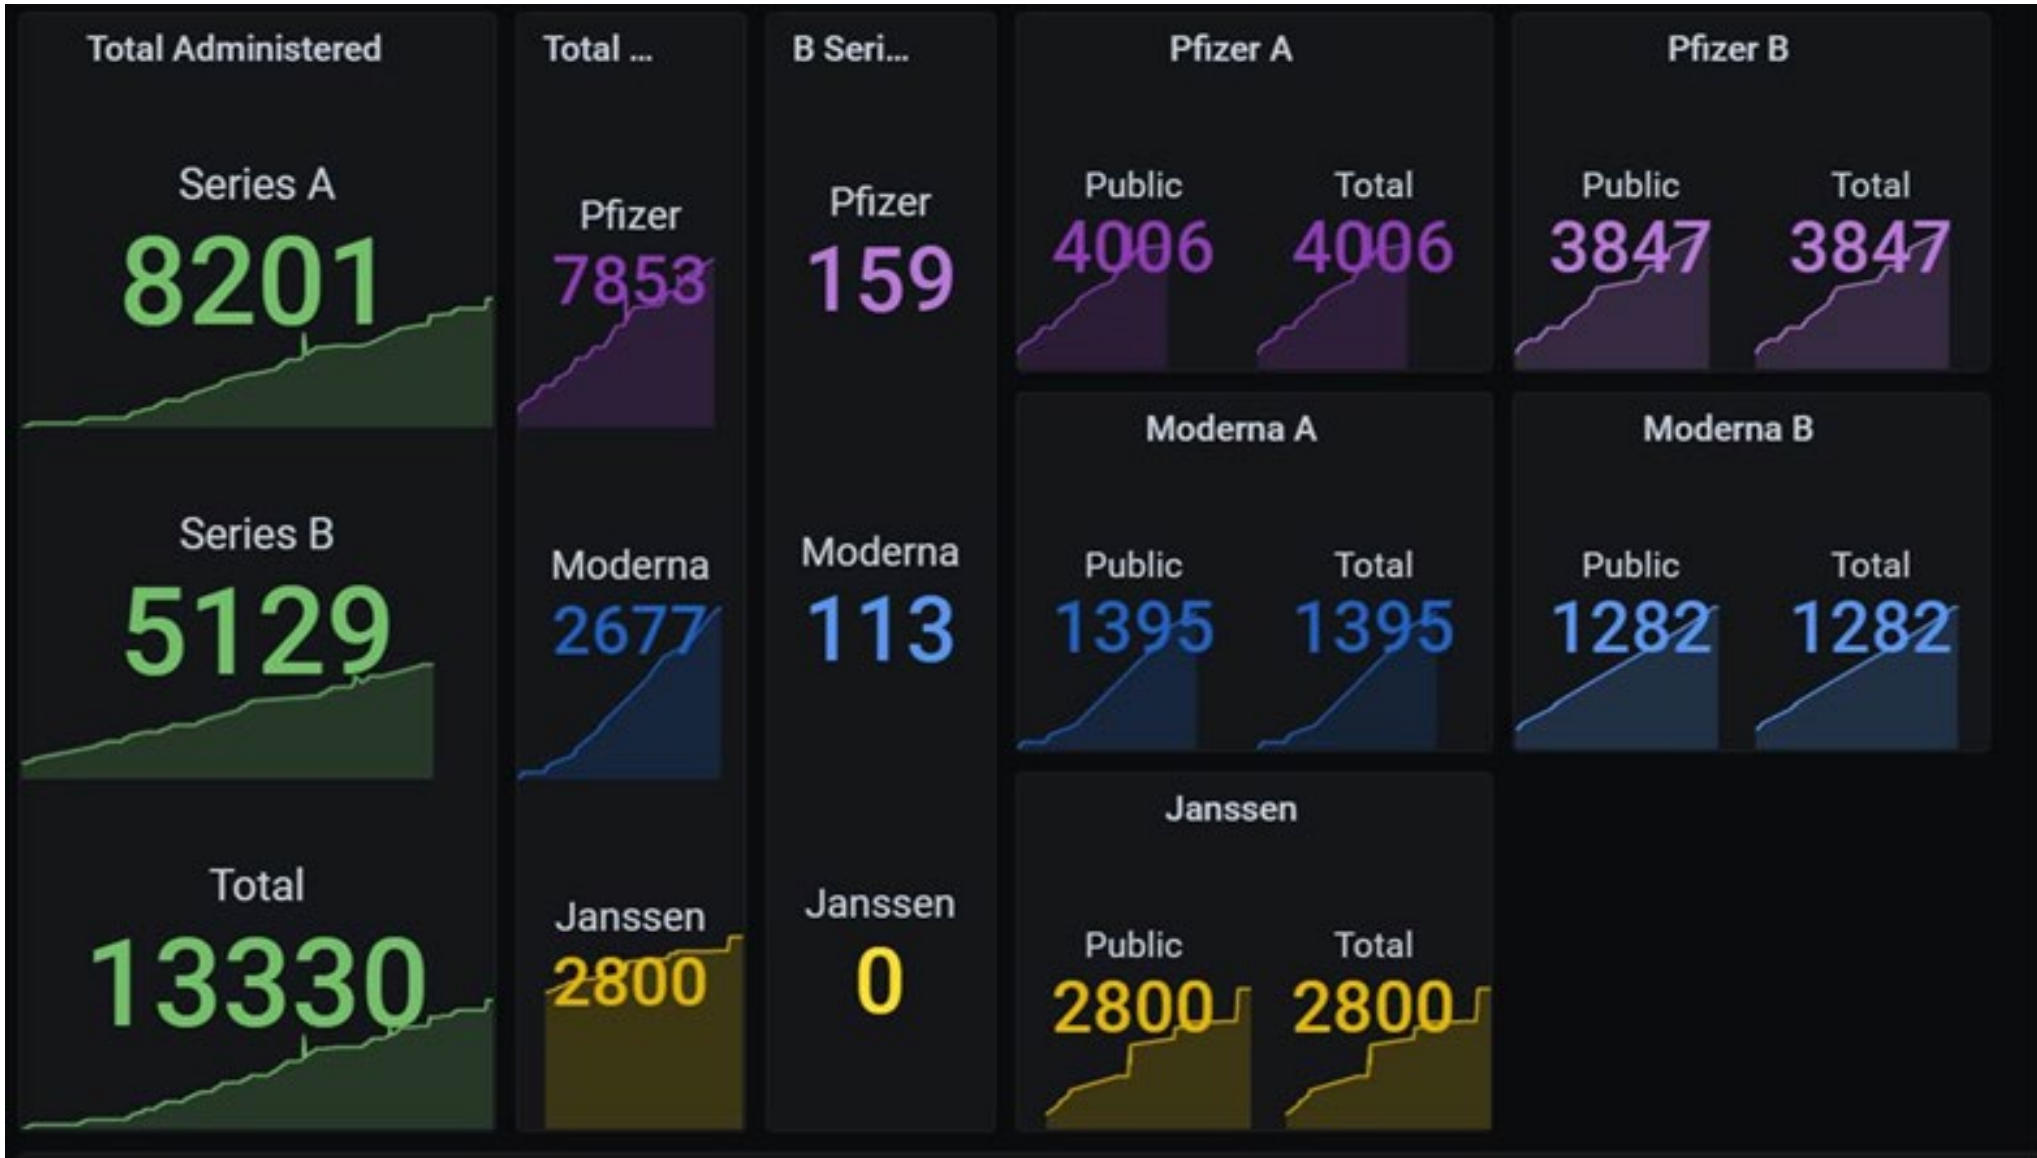 Total Administered
Series A
8201
Series B
5129
Total
13330
Total ...
Pfizer
7853
Moderna
2677
Janssen
2800
B Seri...
Pfizer
159
Moderna
113
Janssen
0
Pfizer A
Public Total
4006 4006
Pfizer B
Public Total
3847 3847
Moderna A
Public Total
1395 1395
Moderna B
Public Total
1282 1282
Janssen
Public Total
2800 2800